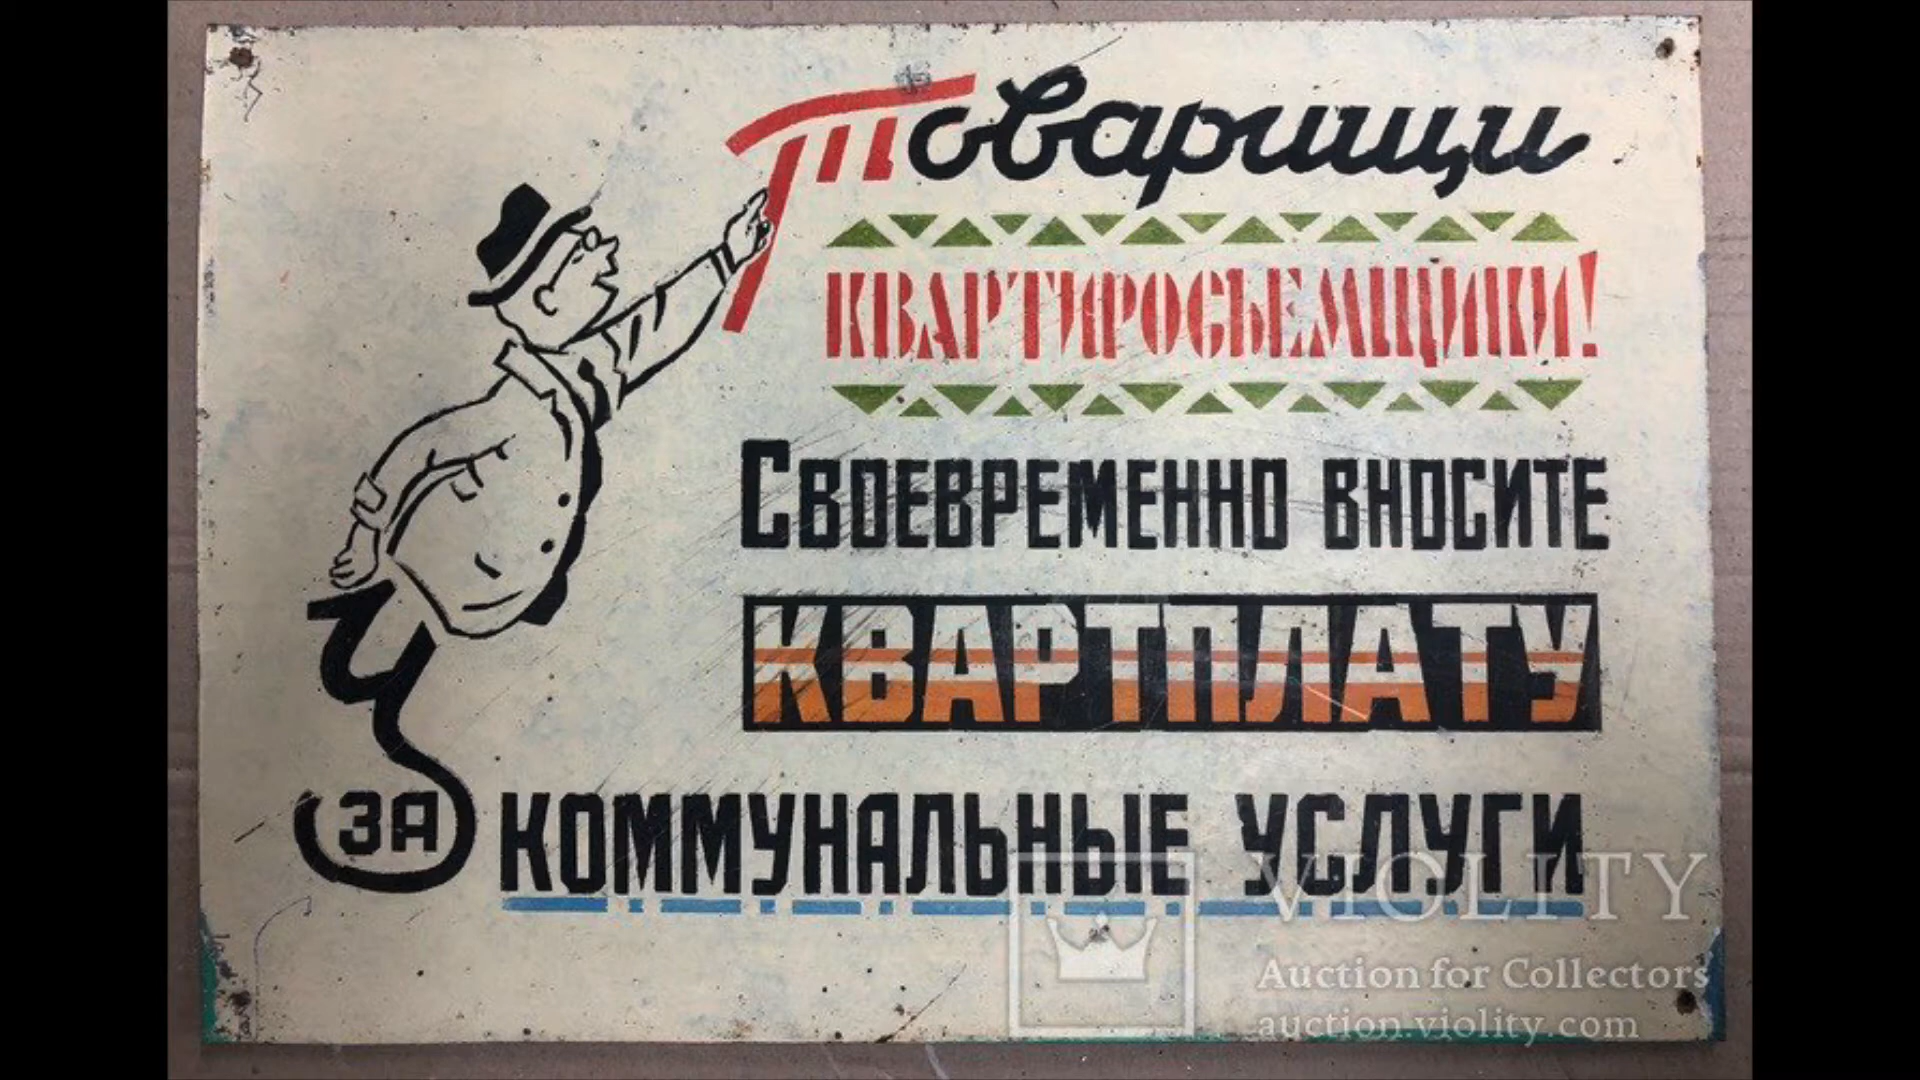 Товарищи
КВАРТИРОСЪЕМЩИКИ!
СВОЕВРЕМЕННО ВНОСИТЕ
КВАРТПЛАТУ
И
ЗА КОММУНАЛЬНЫЕ УСЛУГИ
VIOLITY
Auction for Collectors
auction.violity.com